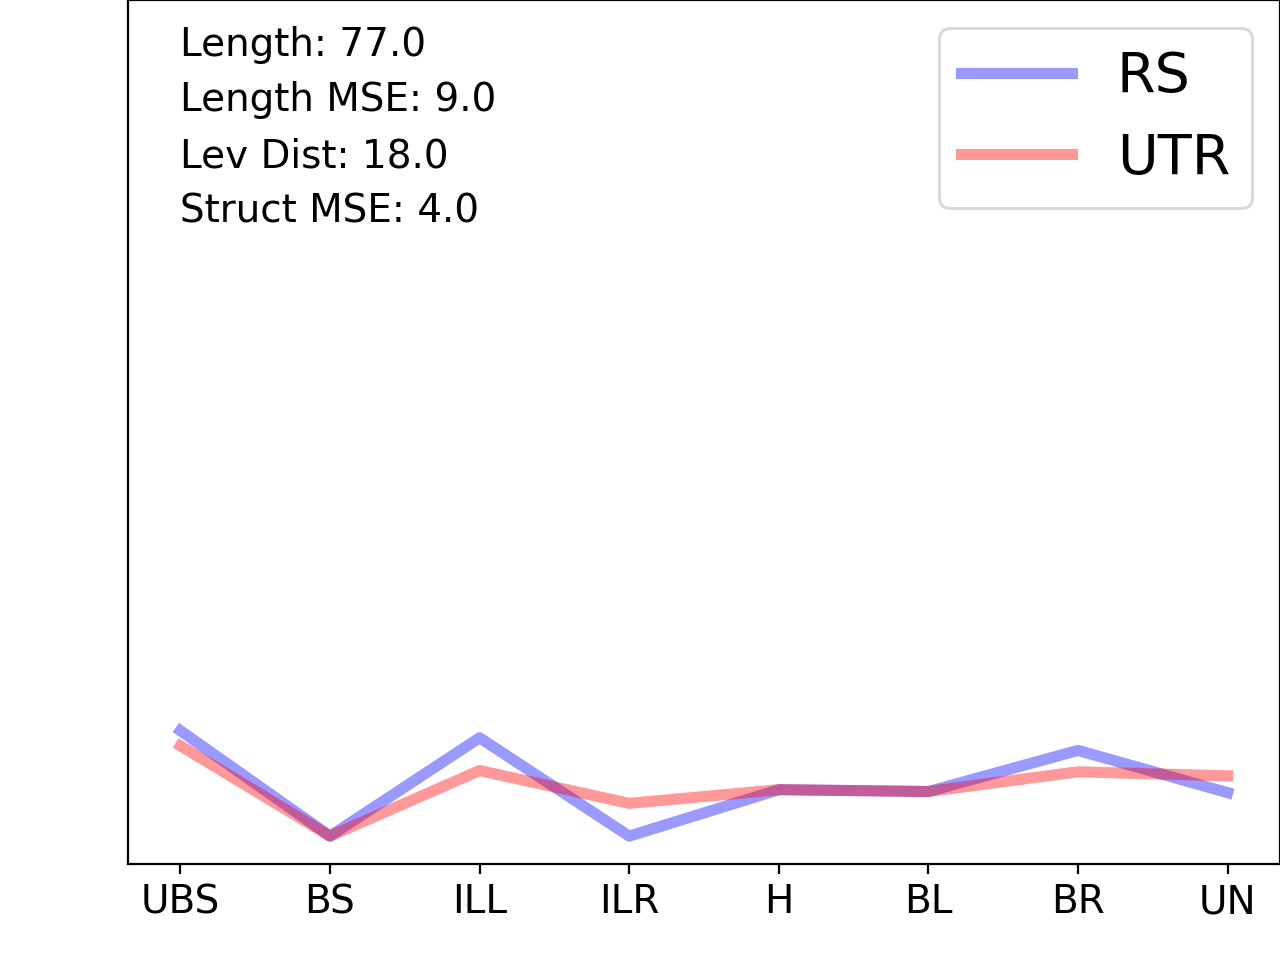 Length: 77.0
Length MSE: 9.0
Lev Dist: 18.0
Struct MSE: 4.0
RS
UTR
UBS BS ILL ILR H BL BR UN